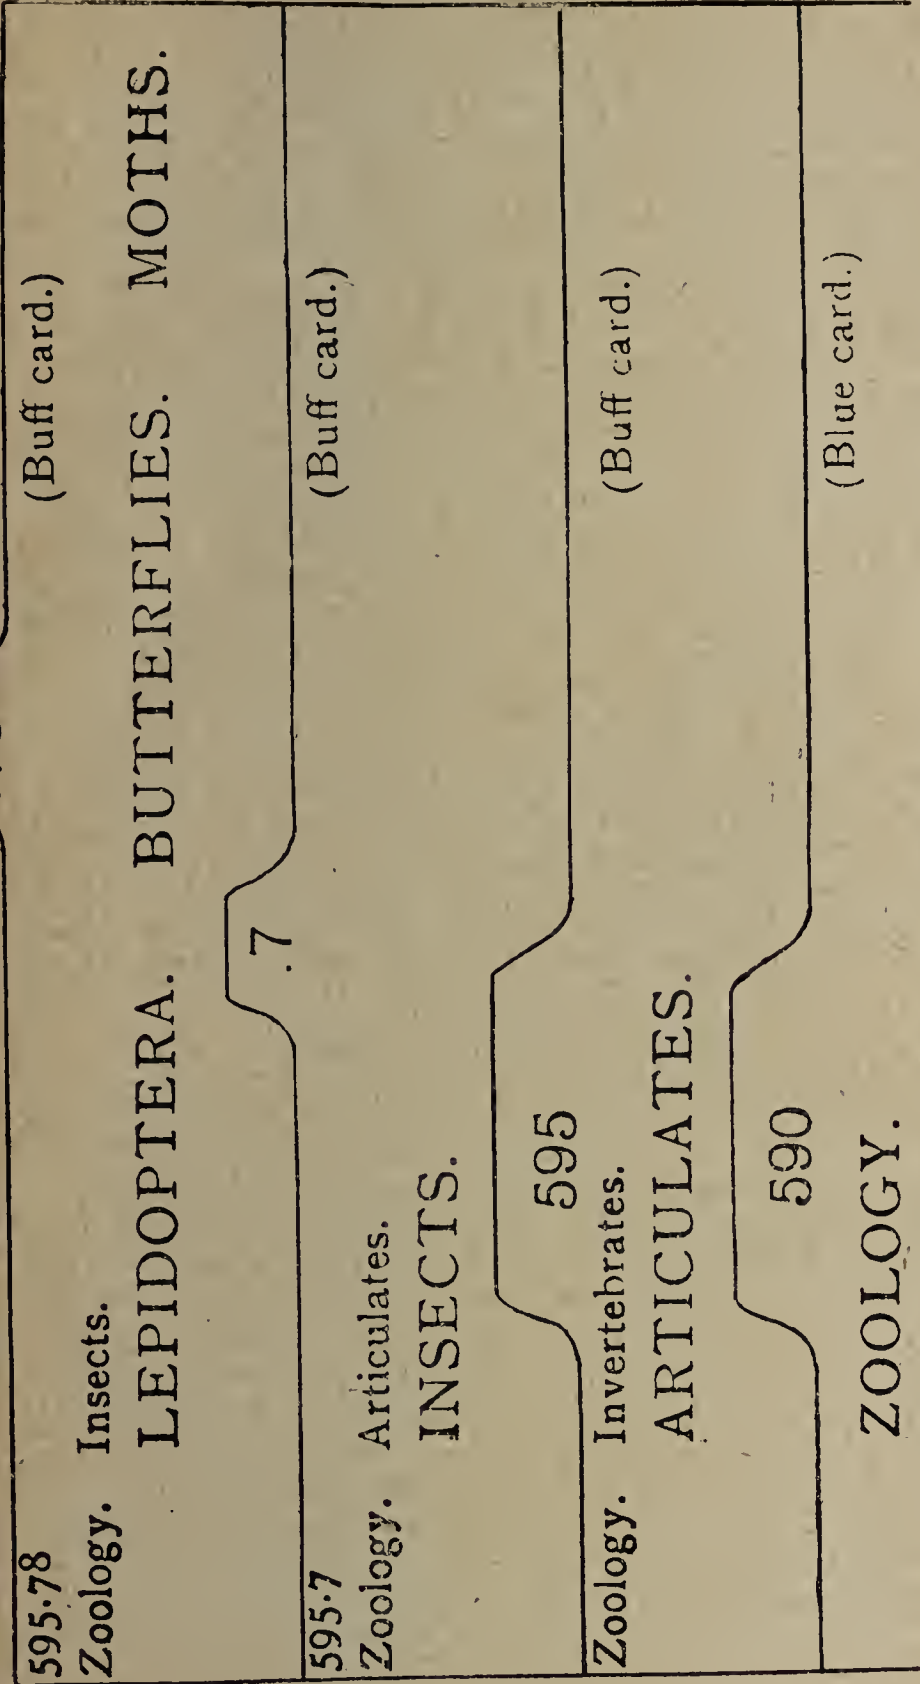 595·78 (Buff card.)
Zoology. Insects.
LEPIDOPTERA. BUTTERFLIES. MOTHS.
.7
595·7 (Buff card.)
Zoology. Articulates.
INSECTS.
595
Zoology. Invertebrates. (Buff card.)
ARTICULATES.
590
(Blue card.)
ZOOLOGY.